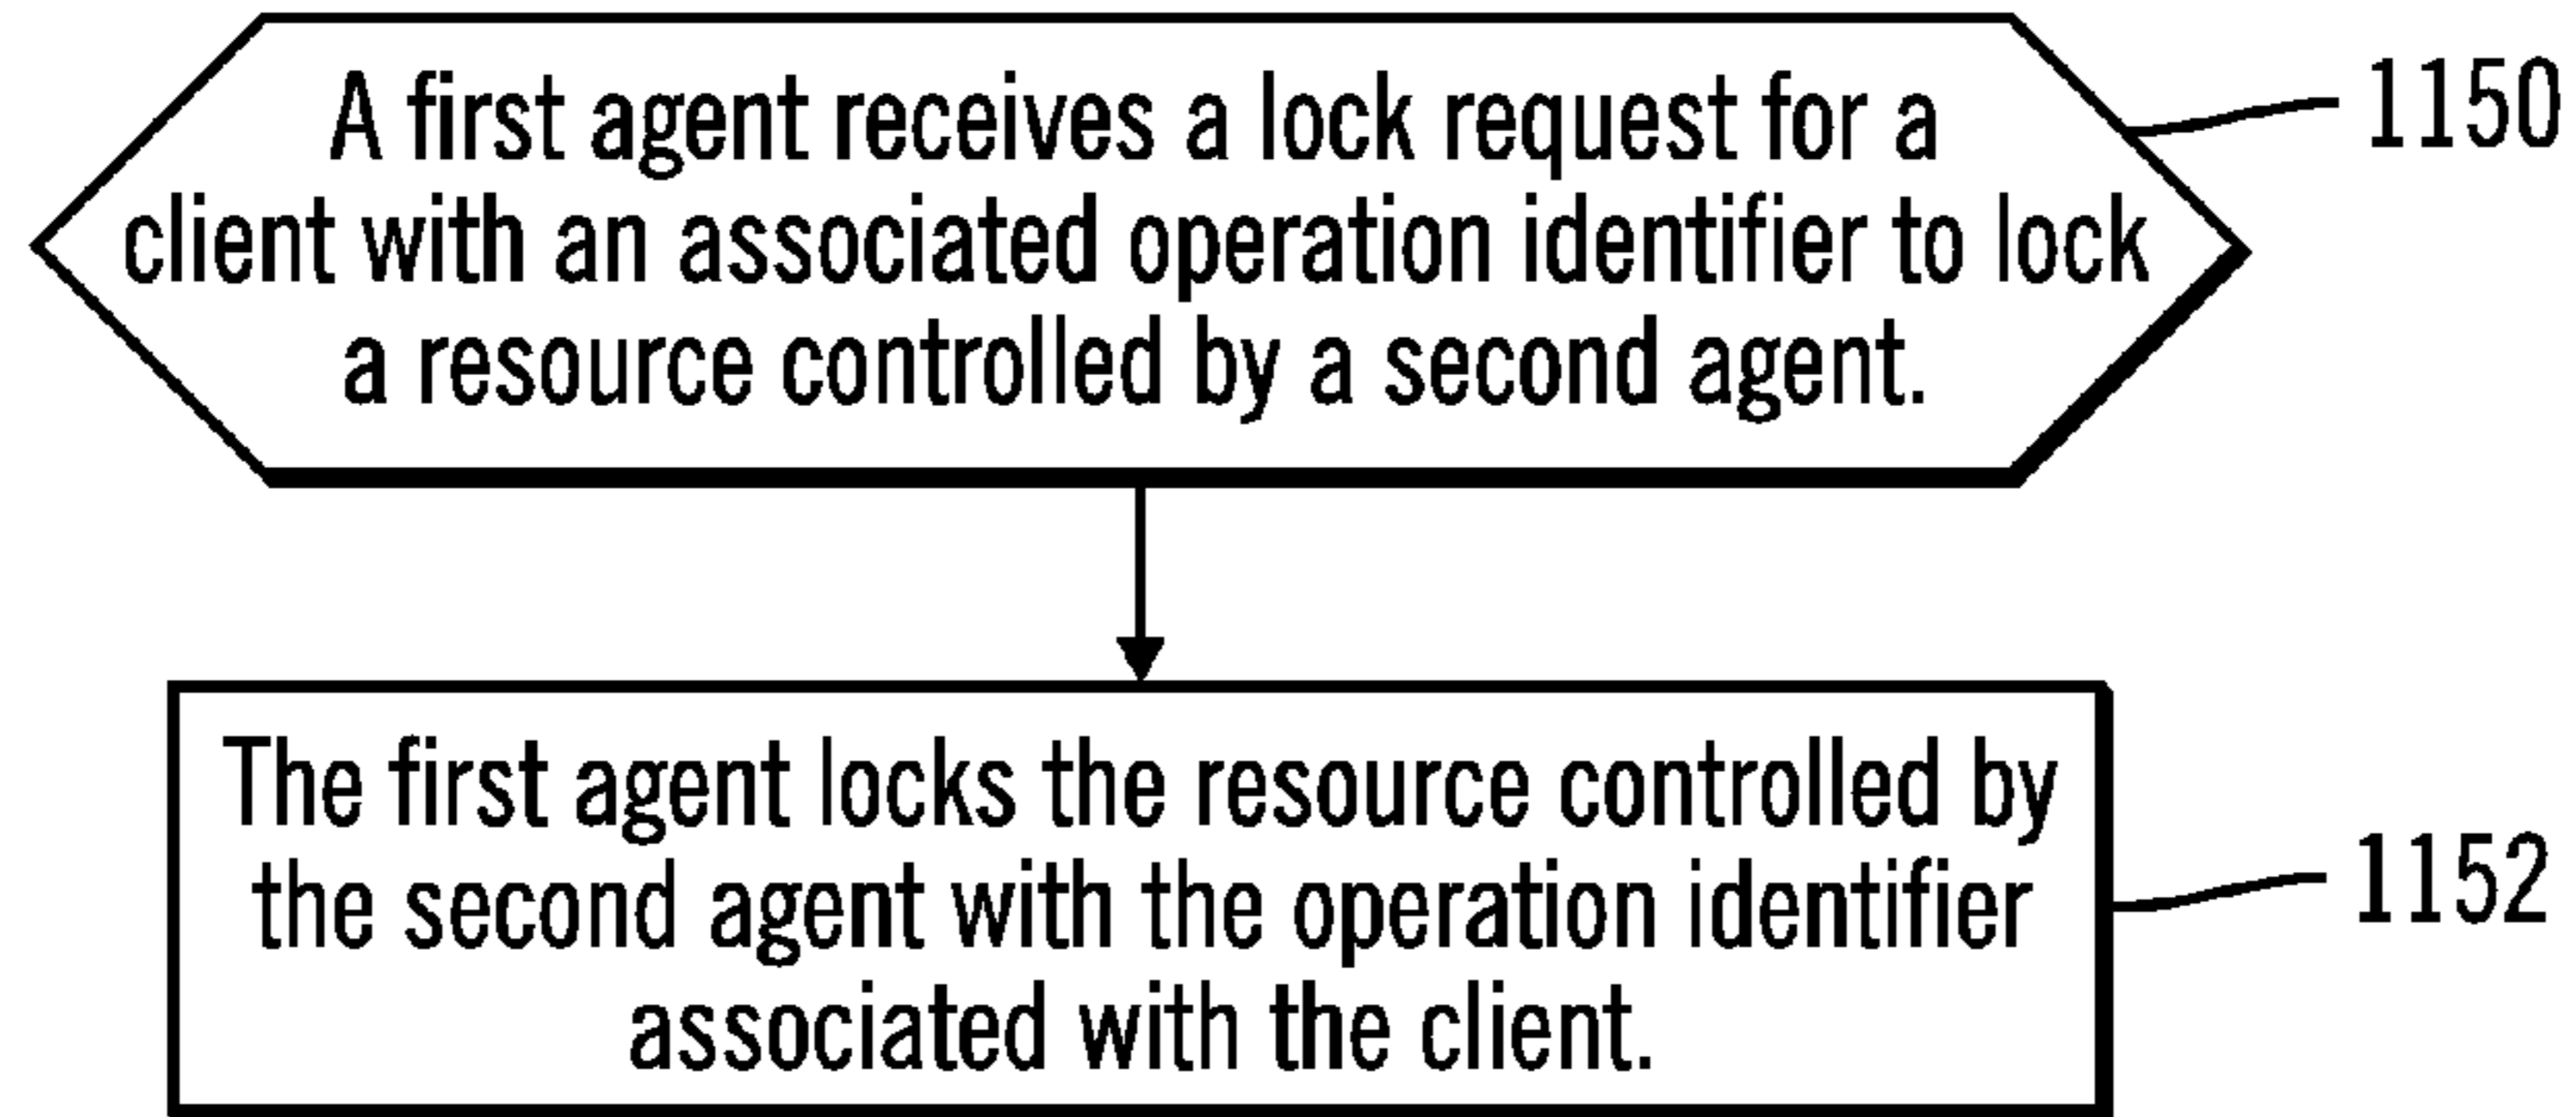 A first agent receives a lock request for a
client with an associated operation identifier to lock
a resource controlled by a second agent.
1150
The first agent locks the resource controlled by
the second agent with the operation identifier
associated with the client.
1152